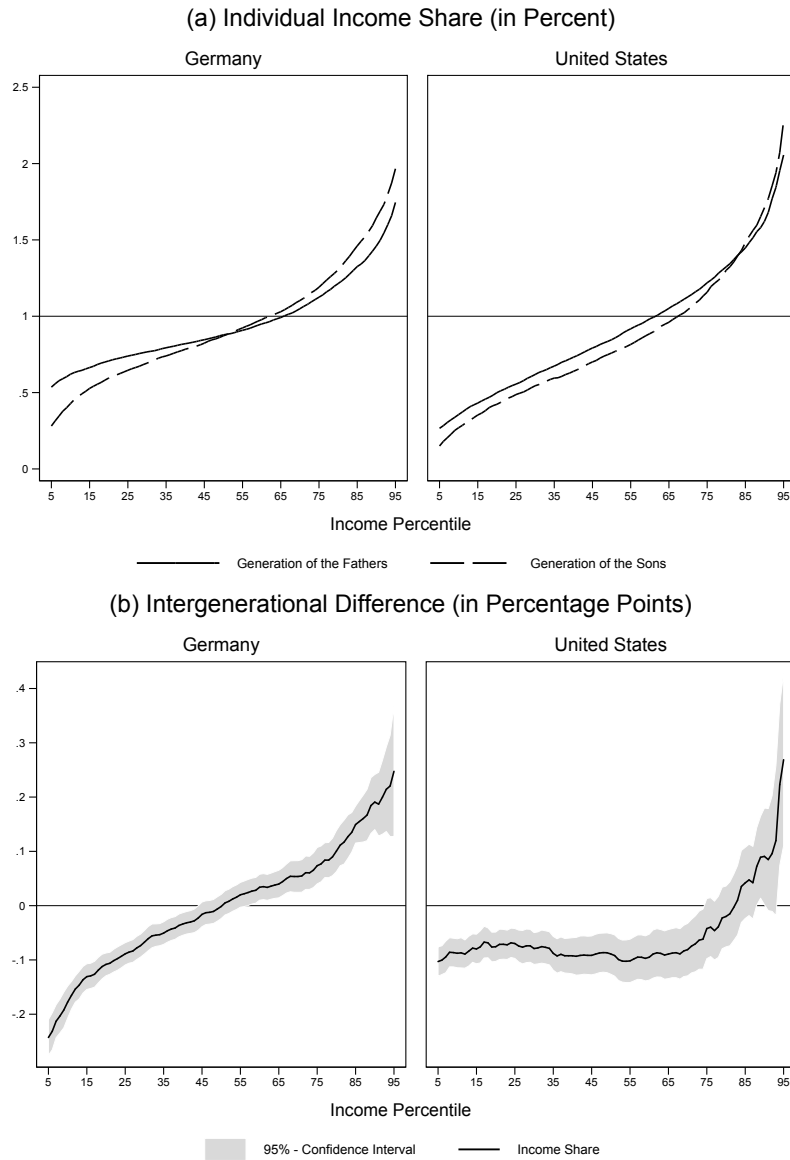 (a) Individual Income Share (in Percent)
Germany
United States
2.5
2
1.5
1
.5
0
5 15 25 35 45 55 65 75 85 95
5 15 25 35 45 55 65 75 85 95
Income Percentile
Generation of the Fathers
Generation of the Sons
(b) Intergenerational Difference (in Percentage Points)
Germany
United States
.4
.3
.2
.1
0
-.1
-.2
5 15 25 35 45 55 65 75 85 95
5 15 25 35 45 55 65 75 85 95
Income Percentile
95% - Confidence Interval
Income Share